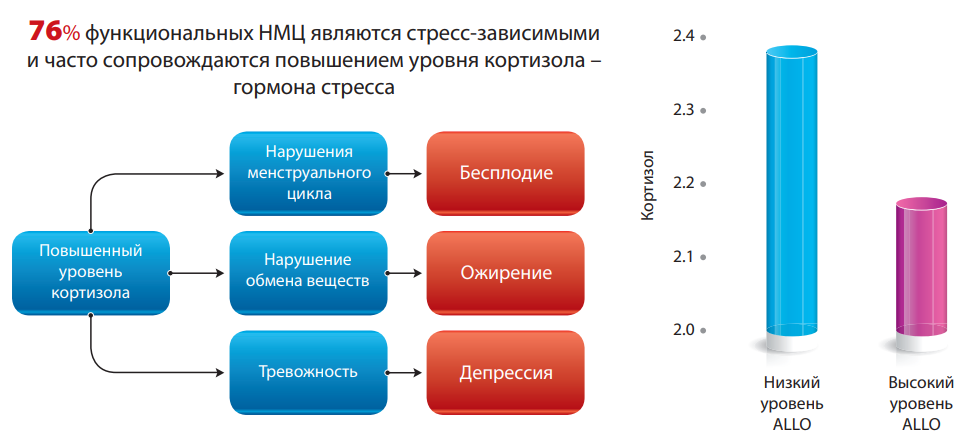 76% функциональных НМЦ являются стресс-зависимыми
и часто сопровождаются повышением уровня кортизола –
гормона стресса
Повышенный
уровень
кортизола
Нарушения
менструального
цикла
Бесплодие
Нарушение
обмена веществ
Ожирение
Тревожность
Депрессия
Кортизол
2.4
2.3
2.2
2.1
2.0
Низкий
уровень
ALLO
Высокий
уровень
ALLO